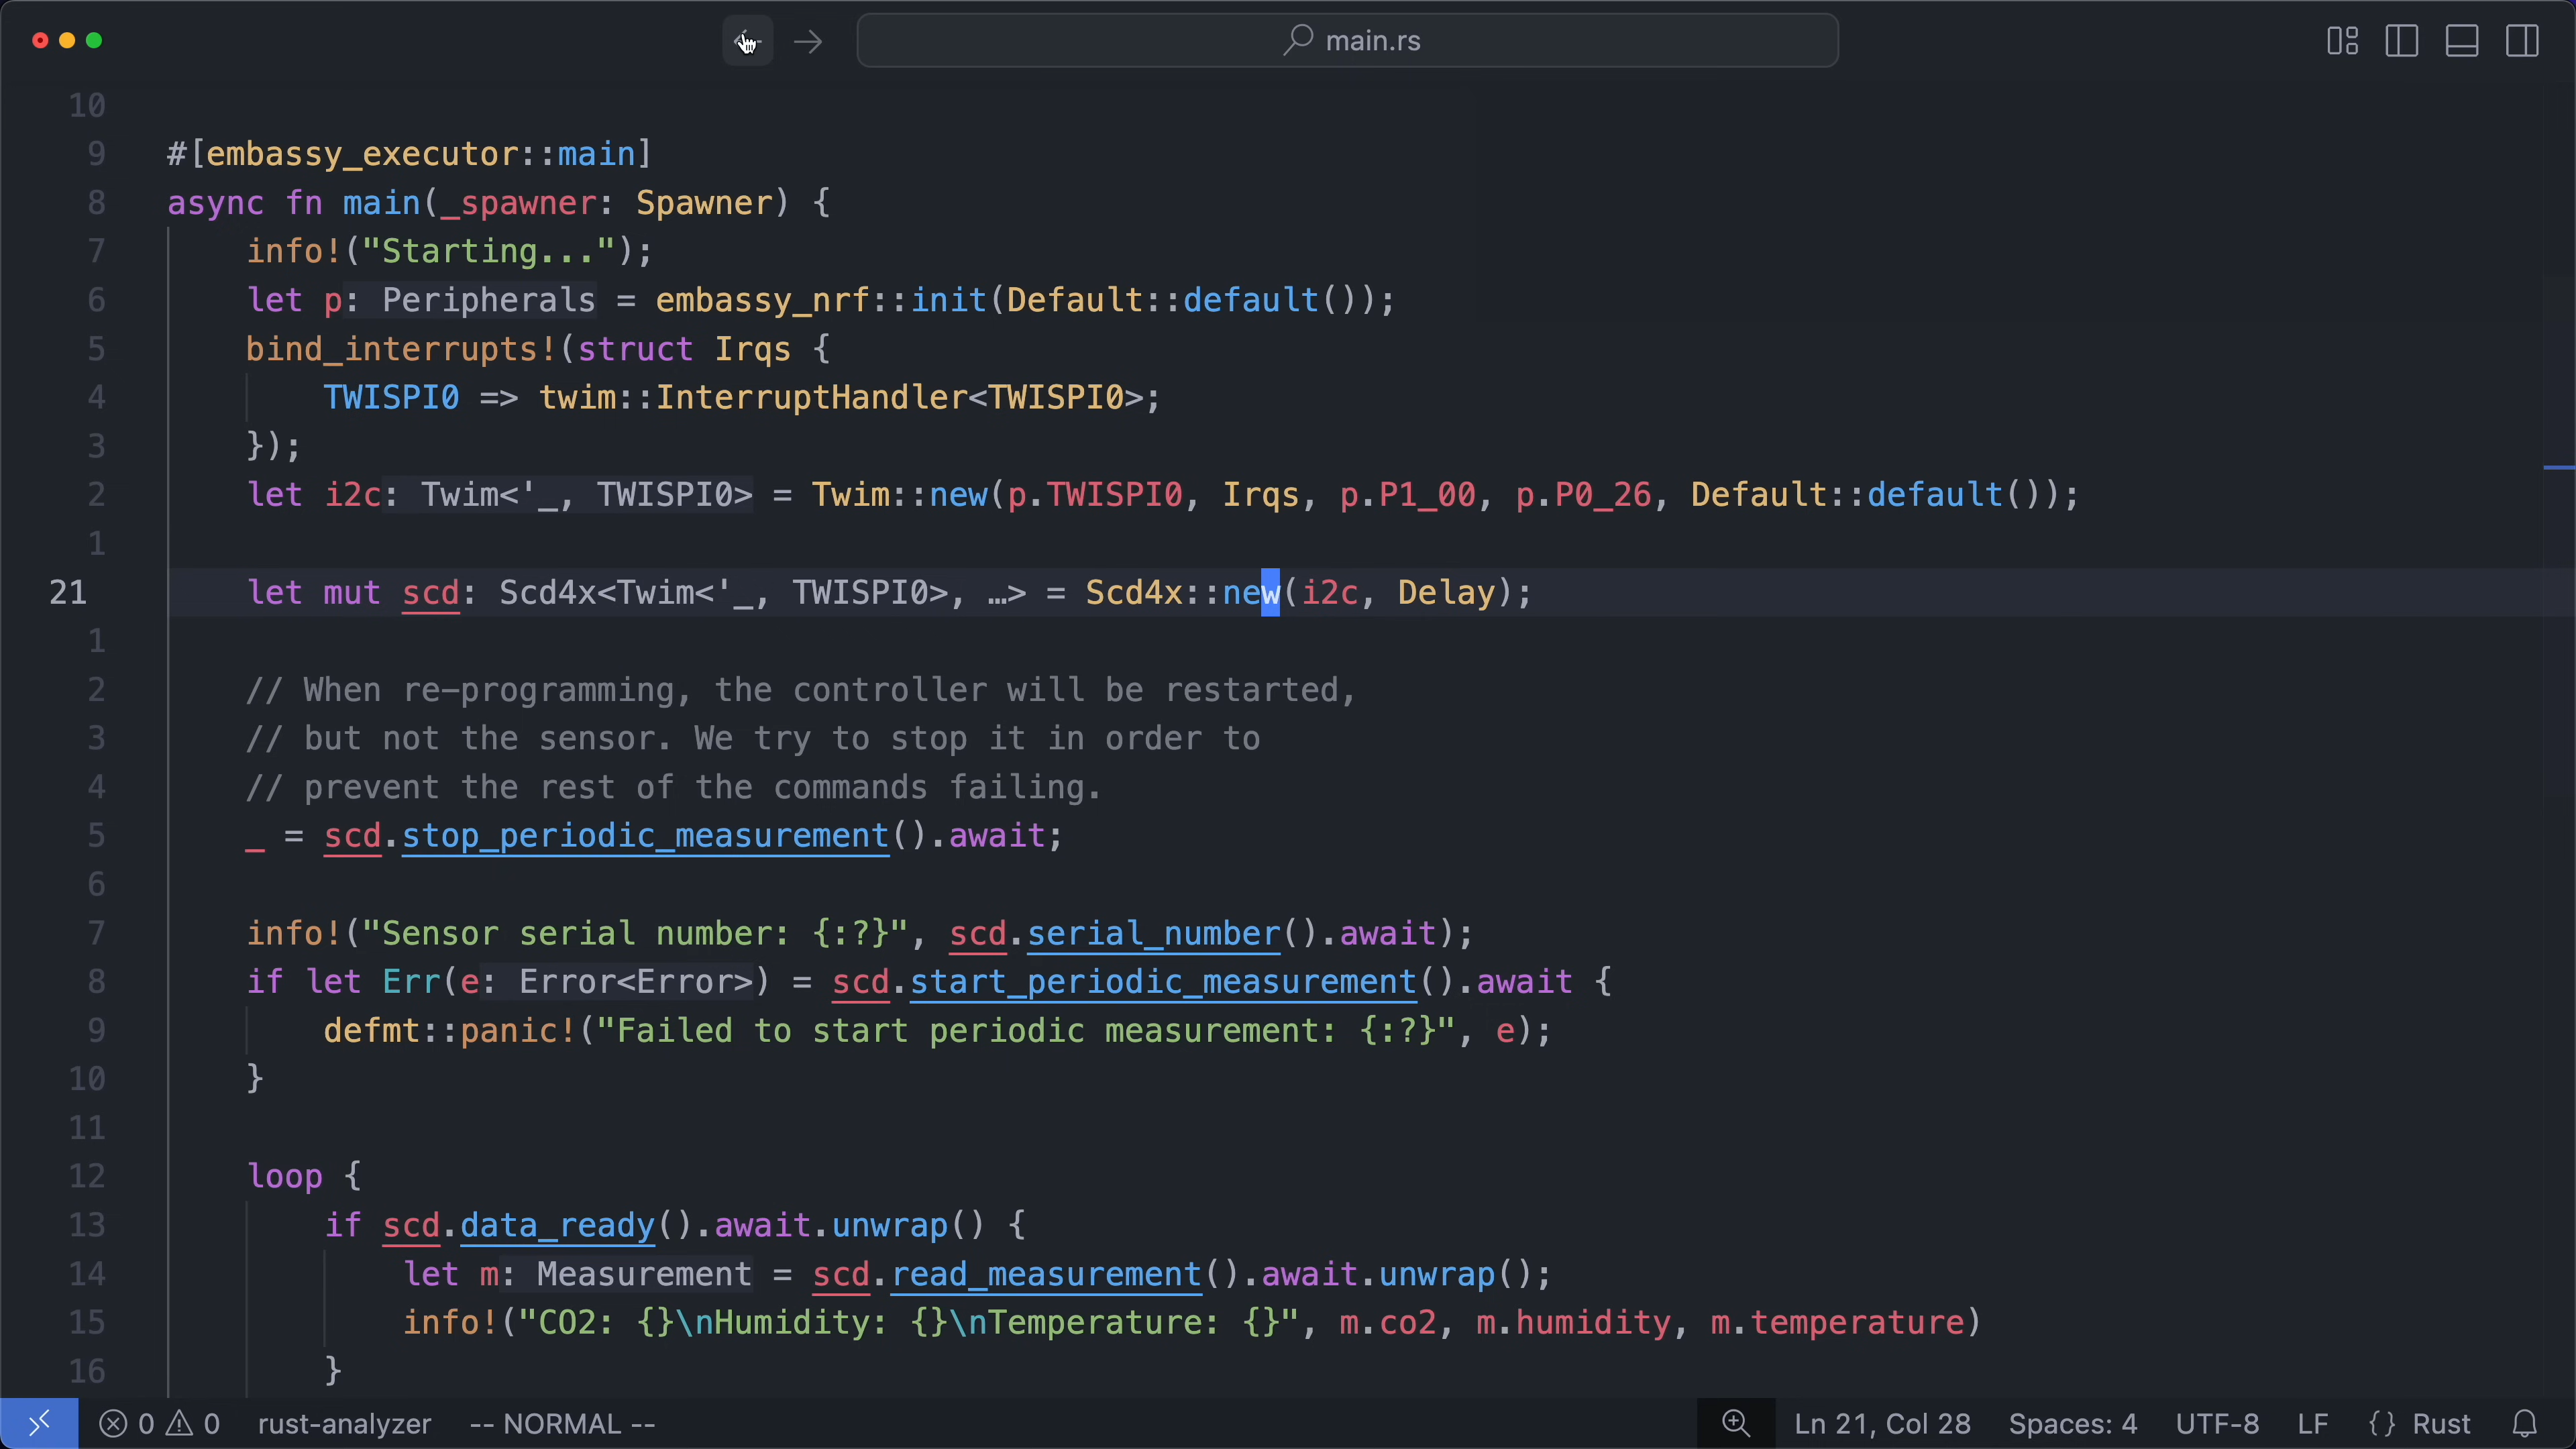 main.rs
10
9 #[embassy_executor::main]
8 async fn main(_spawner: Spawner) {
7 info!("Starting...");
6 let p: Peripherals = embassy_nrf::init(Default::default());
5 bind_interrupts!(struct Irqs {
4 TWISPI0 => twim::InterruptHandler<TWISPI0>;
3 });
2 let i2c: Twim<'_, TWISPI0> = Twim::new(p.TWISPI0, Irqs, p.P1_00, p.P0_26, Default::default());
1
21 let mut scd: Scd4x<Twim<'_, TWISPI0>, …> = Scd4x::new(i2c, Delay);
1
2 // When re-programming, the controller will be restarted,
3 // but not the sensor. We try to stop it in order to
4 // prevent the rest of the commands failing.
5 _ = scd.stop_periodic_measurement().await;
6
7 info!("Sensor serial number: {:?}", scd.serial_number().await);
8 if let Err(e: Error<Error>) = scd.start_periodic_measurement().await {
9 defmt::panic!("Failed to start periodic measurement: {:?}", e);
10 }
11
12 loop {
13 if scd.data_ready().await.unwrap() {
14 let m: Measurement = scd.read_measurement().await.unwrap();
15 info!("CO2: {}\nHumidity: {}\nTemperature: {}", m.co2, m.humidity, m.temperature)
16 }
0 0 rust-analyzer -- NORMAL -- Ln 21, Col 28 Spaces: 4 UTF-8 LF {} Rust